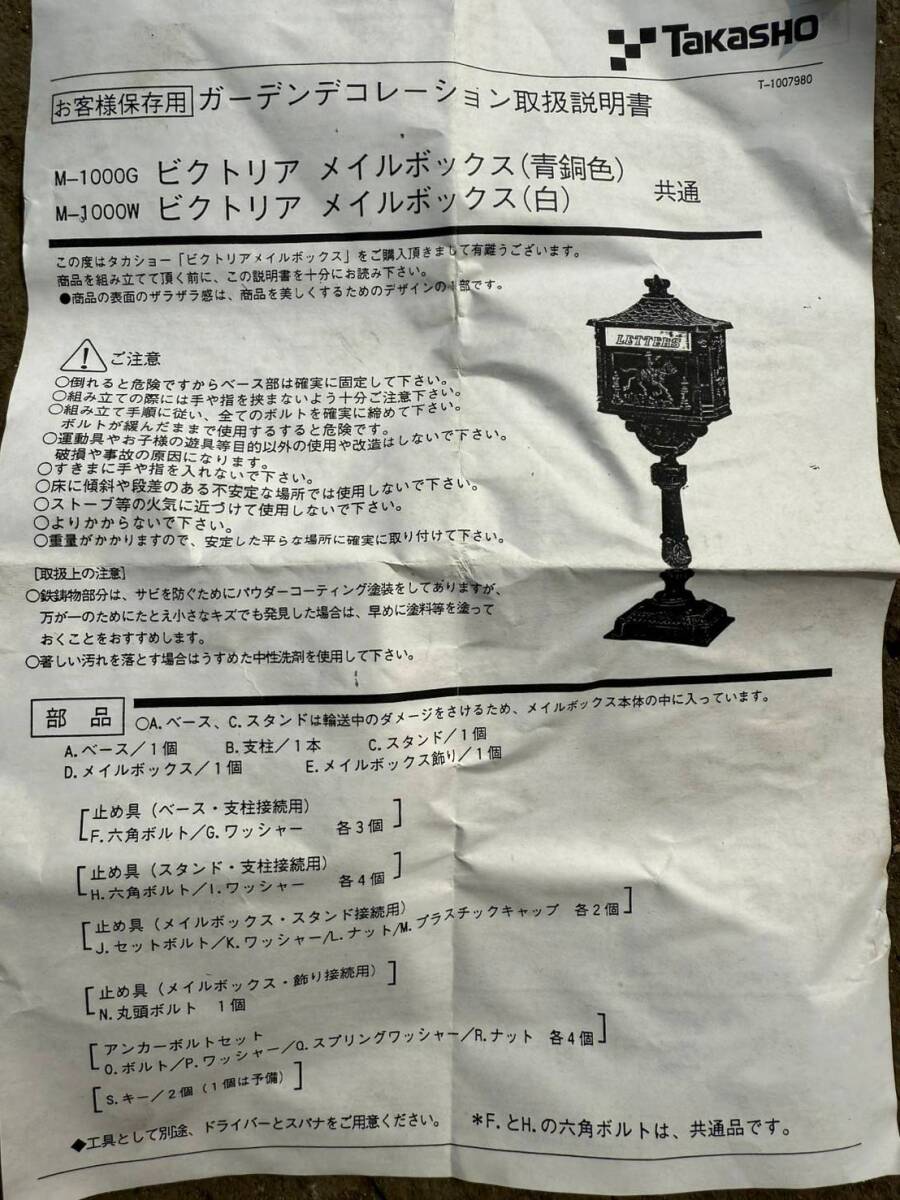 TakasHO
T-1007980
お客様保存用 ガーデンデコレーション取扱説明書
M-1000G ビクトリア メイルボックス(青銅色)
M-1000W ビクトリア メイルボックス(白)
共通
この度はタカショー「ビクトリアメイルボックス」をご購入頂きまして有難うございます。
商品を組み立てて頂く前に、この説明書を十分にお読み下さい。
●商品の表面のザラザラ感は、商品を美しくするためのデザインの1部です。
LETTERS
ご注意
○倒れると危険ですからベース部は確実に固定して下さい。
○組み立ての際には手や指を挟まないよう十分ご注意下さい。
○組み立て手順に従い、全てのボルトを確実に締めて下さい。
ボルトが緩んだままで使用するすると危険です。
○運動具やお子様の遊具等目的以外の使用や改造はしないで下さい。
破損や事故の原因になります。
○すきまに手や指を入れないで下さい。
○床に傾斜や段差のある不安定な場所では使用しないで下さい。
○ストーブ等の火気に近づけて使用しないで下さい。
○よりかからないで下さい。
○重量がかかりますので、安定した平らな場所に確実に取り付けて下さい。
[取扱上の注意]
○鉄鋳物部分は、サビを防ぐためにパウダーコーティング塗装をしてありますが、
万が一のためにたとえ小さなキズでも発見した場合は、早めに塗料等を塗って
おくことをおすすめします。
○著しい汚れを落とす場合はうすめた中性洗剤を使用して下さい。
部品 ○A.ベース、C.スタンドは輸送中のダメージをさけるため、メイルボックス本体の中に入っています。
A.ベース/1個 B.支柱/1本 C.スタンド/1個
D.メイルボックス/1個 E.メイルボックス飾り/1個
止め具(ベース・支柱接続用)
F.六角ボルト/G.ワッシャー 各3個
止め具(スタンド・支柱接続用)
H.六角ボルト/I.ワッシャー 各4個
止め具(メイルボックス・スタンド接続用)
J.セットボルト/K.ワッシャー/L.ナット/M.プラスチックキャップ 各2個
止め具(メイルボックス・飾り接続用)
N.丸頭ボルト 1個
アンカーボルトセット
O.ボルト/P.ワッシャー/Q.スプリングワッシャー/R.ナット 各4個
S.キー/2個(1個は予備)
◆工具として別途、ドライバーとスパナをご用意ください。
*F.とH.の六角ボルトは、共通品です。